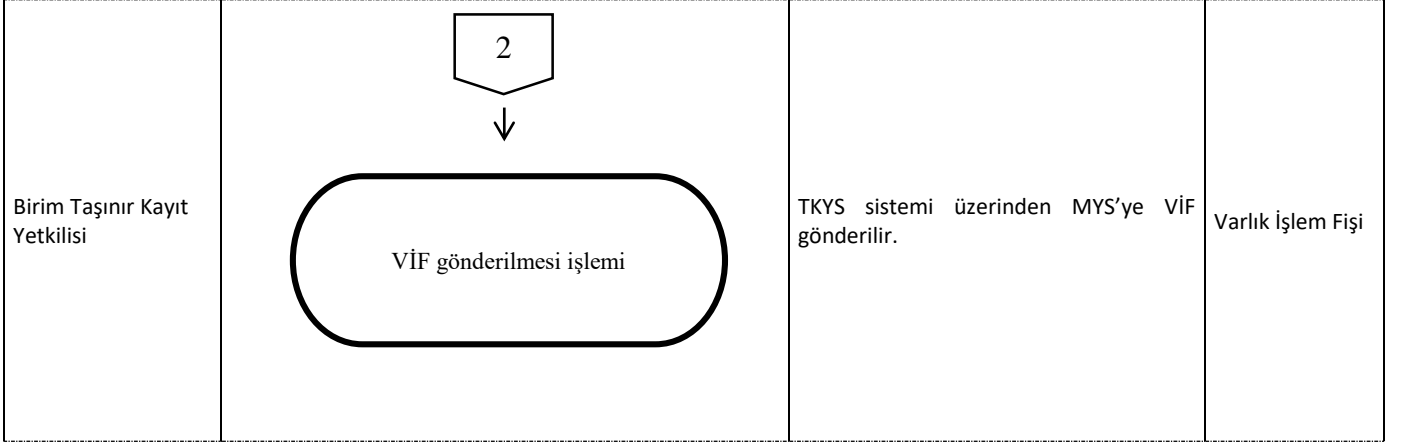 2
Birim Taşınır Kayıt
Yetkilisi
VİF gönderilmesi işlemi
TKYS sistemi üzerinden MYS’ye VİF
gönderilir.
Varlık İşlem Fişi